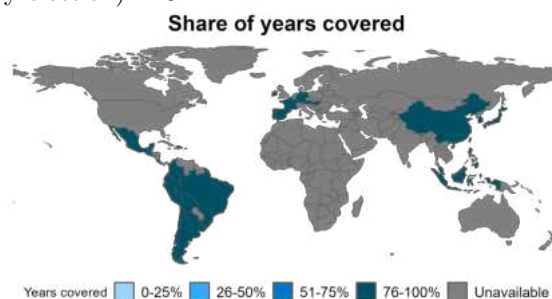 Share of years covered
Years covered 0-25% 26-50% 51-75% 76-100% Unavailable